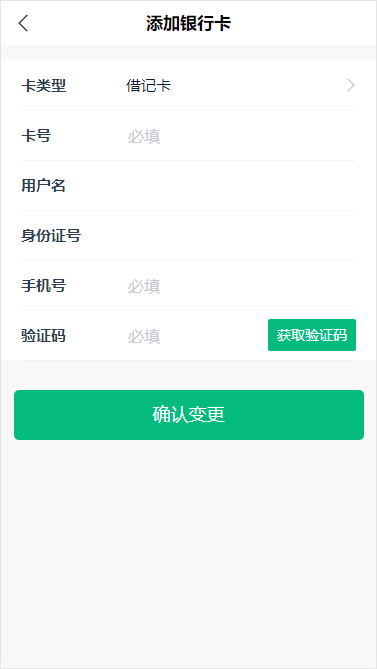 添加银行卡
卡类型 借记卡
卡号 必填
用户名
身份证号
手机号 必填
验证码 必填 获取验证码
确认变更